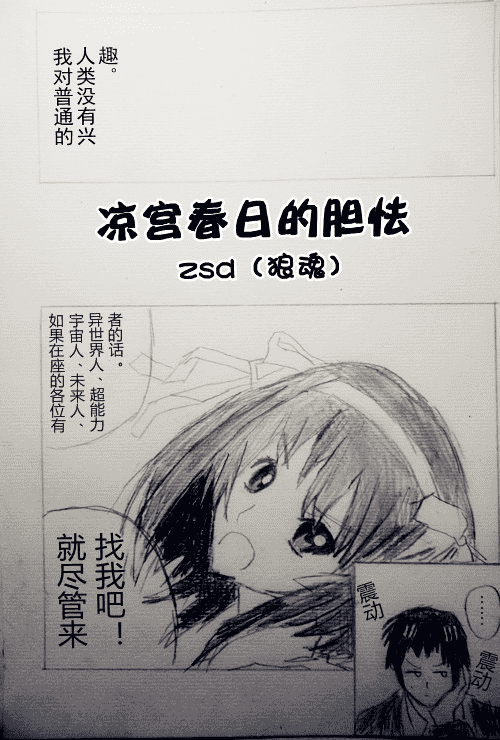 我对普通的
人类没有兴
趣。
凉宫春日的胆怯
zsd（狼魂）
如果在座的各位有
宇宙人、未来人、
异世界人、超能力
者的话。
就尽管来
找我吧！
震动
……
震动